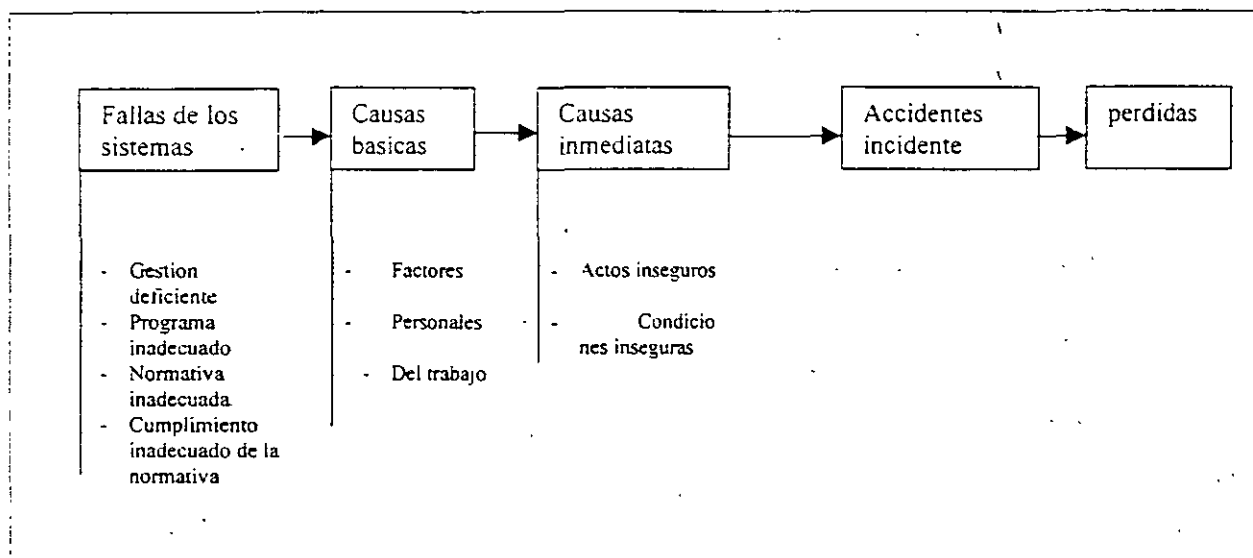 Fallas de los
sistemas
Causas
basicas
Causas
inmediatas
Accidentes
incidente
perdidas
- Gestion
deficiente
- Programa
inadecuado
- Normativa
inadecuada
- Cumplimiento
inadecuado de la
normativa
- Factores
- Personales
- Del trabajo
- Actos inseguros
- Condicio
nes inseguras